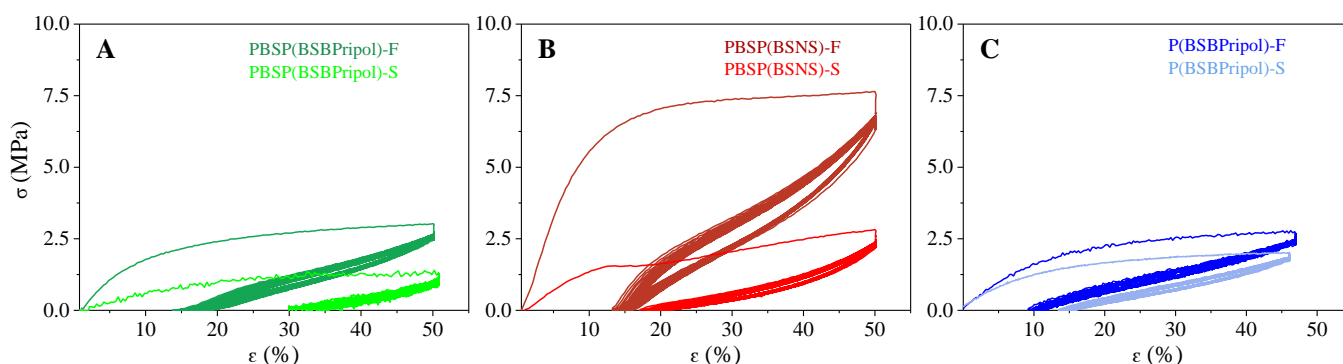 σ (MPa)
10.0
7.5
5.0
2.5
0.0
A
PBSP(BSBPripol)-F
PBSP(BSBPripol)-S
10
20
30
40
50
ε (%)
10.0
7.5
5.0
2.5
0.0
B
PBSP(BSNS)-F
PBSP(BSNS)-S
10
20
30
40
50
ε (%)
10.0
7.5
5.0
2.5
0.0
C
P(BSBPripol)-F
P(BSBPripol)-S
10
20
30
40
50
ε (%)